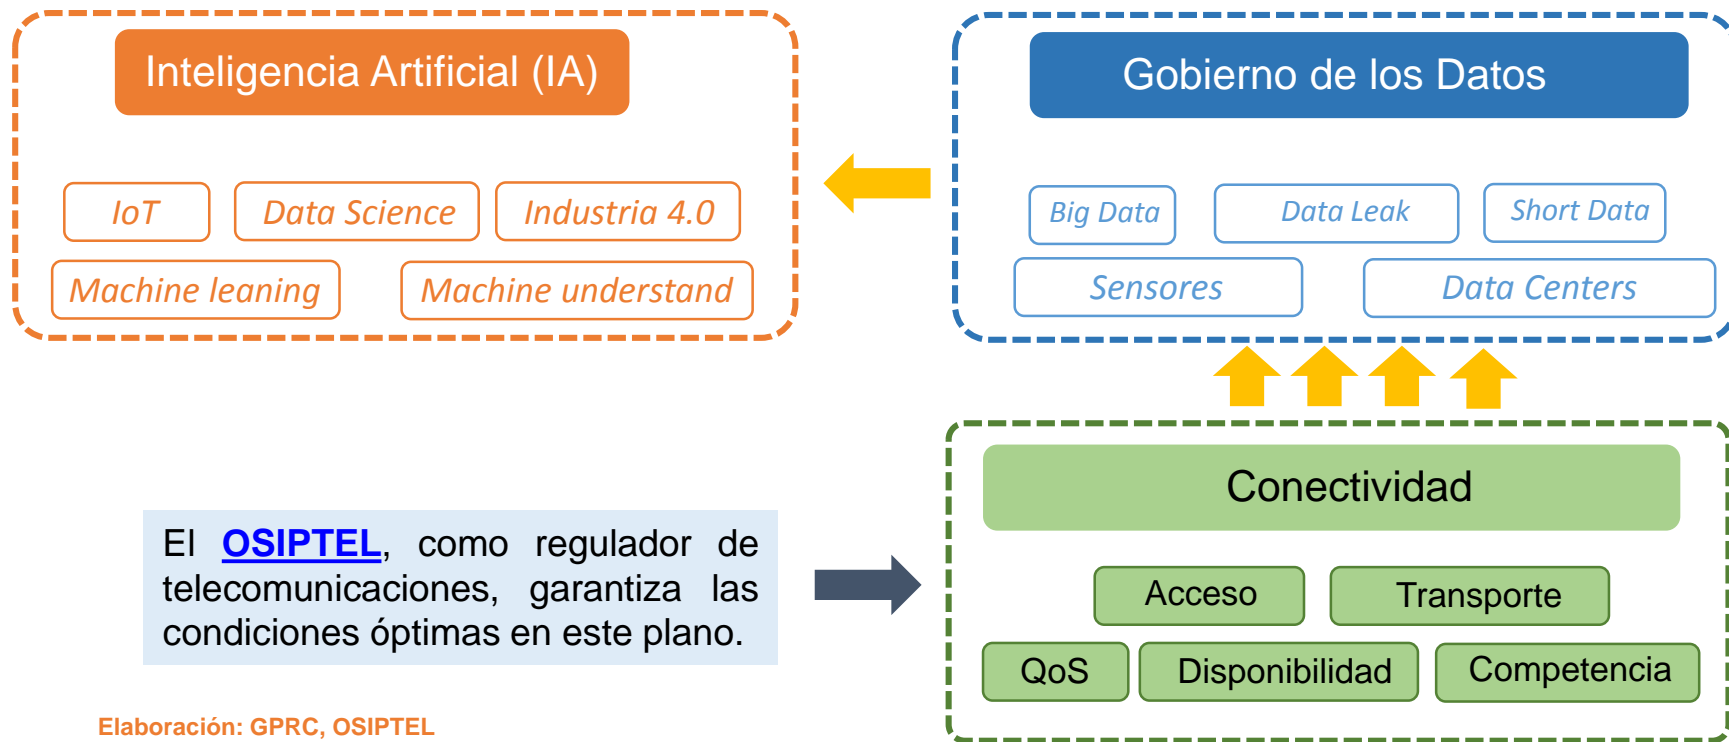 Inteligencia Artificial (IA)
IoT
Data Science
Industria 4.0
Machine leaning
Machine understand
Gobierno de los Datos
Big Data
Data Leak
Short Data
Sensores
Data Centers
El OSIPTEL, como regulador de
telecomunicaciones, garantiza las
condiciones óptimas en este plano.
Conectividad
Acceso
Transporte
QoS
Disponibilidad
Competencia
Elaboración: GPRC, OSIPTEL